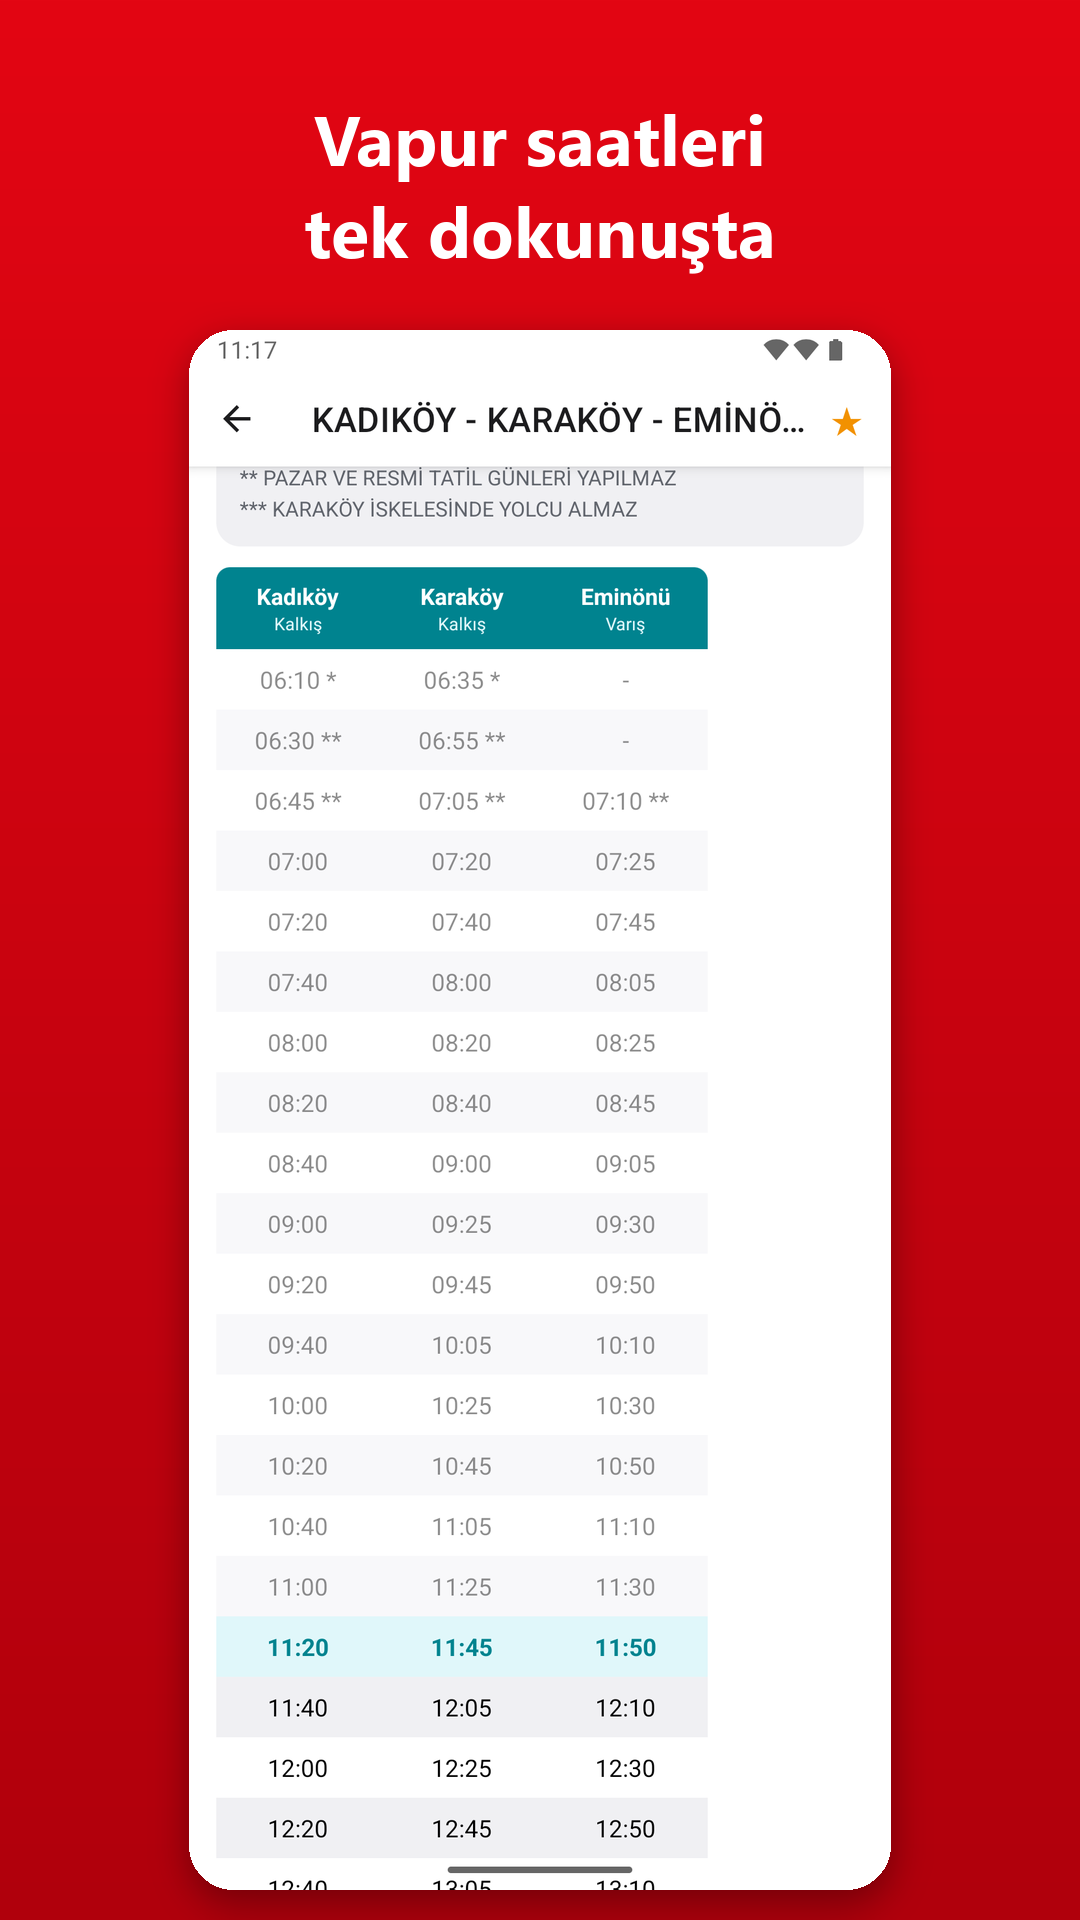 Vapur saatleri
tek dokunuşta
11:17
KADIKÖY - KARAKÖY - EMİNÖ...
** PAZAR VE RESMİ TATİL GÜNLERİ YAPILMAZ
*** KARAKÖY İSKELESİNDE YOLCU ALMAZ
Kadıköy Karaköy Eminönü
Kalkış Kalkış Varış
06:10 * 06:35 * -
06:30 ** 06:55 ** -
06:45 ** 07:05 ** 07:10 **
07:00 07:20 07:25
07:20 07:40 07:45
07:40 08:00 08:05
08:00 08:20 08:25
08:20 08:40 08:45
08:40 09:00 09:05
09:00 09:25 09:30
09:20 09:45 09:50
09:40 10:05 10:10
10:00 10:25 10:30
10:20 10:45 10:50
10:40 11:05 11:10
11:00 11:25 11:30
11:20 11:45 11:50
11:40 12:05 12:10
12:00 12:25 12:30
12:20 12:45 12:50
12:40 13:05 13:10